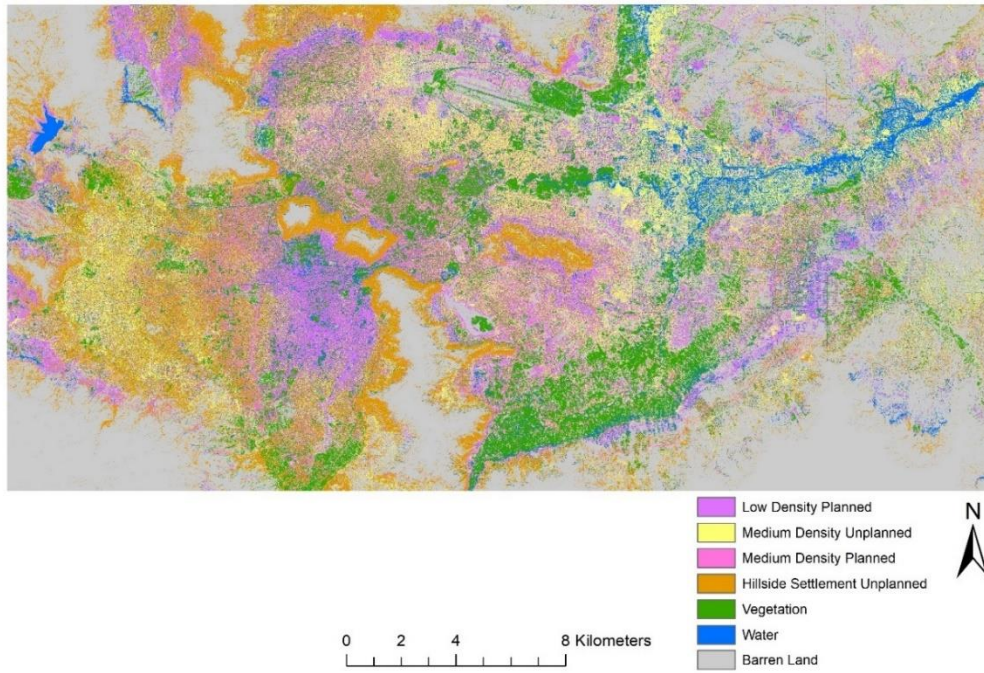 Low Density Planned
Medium Density Unplanned
Medium Density Planned
Hillside Settlement Unplanned
Vegetation
Water
Barren Land
N
0 2 4 8 Kilometers